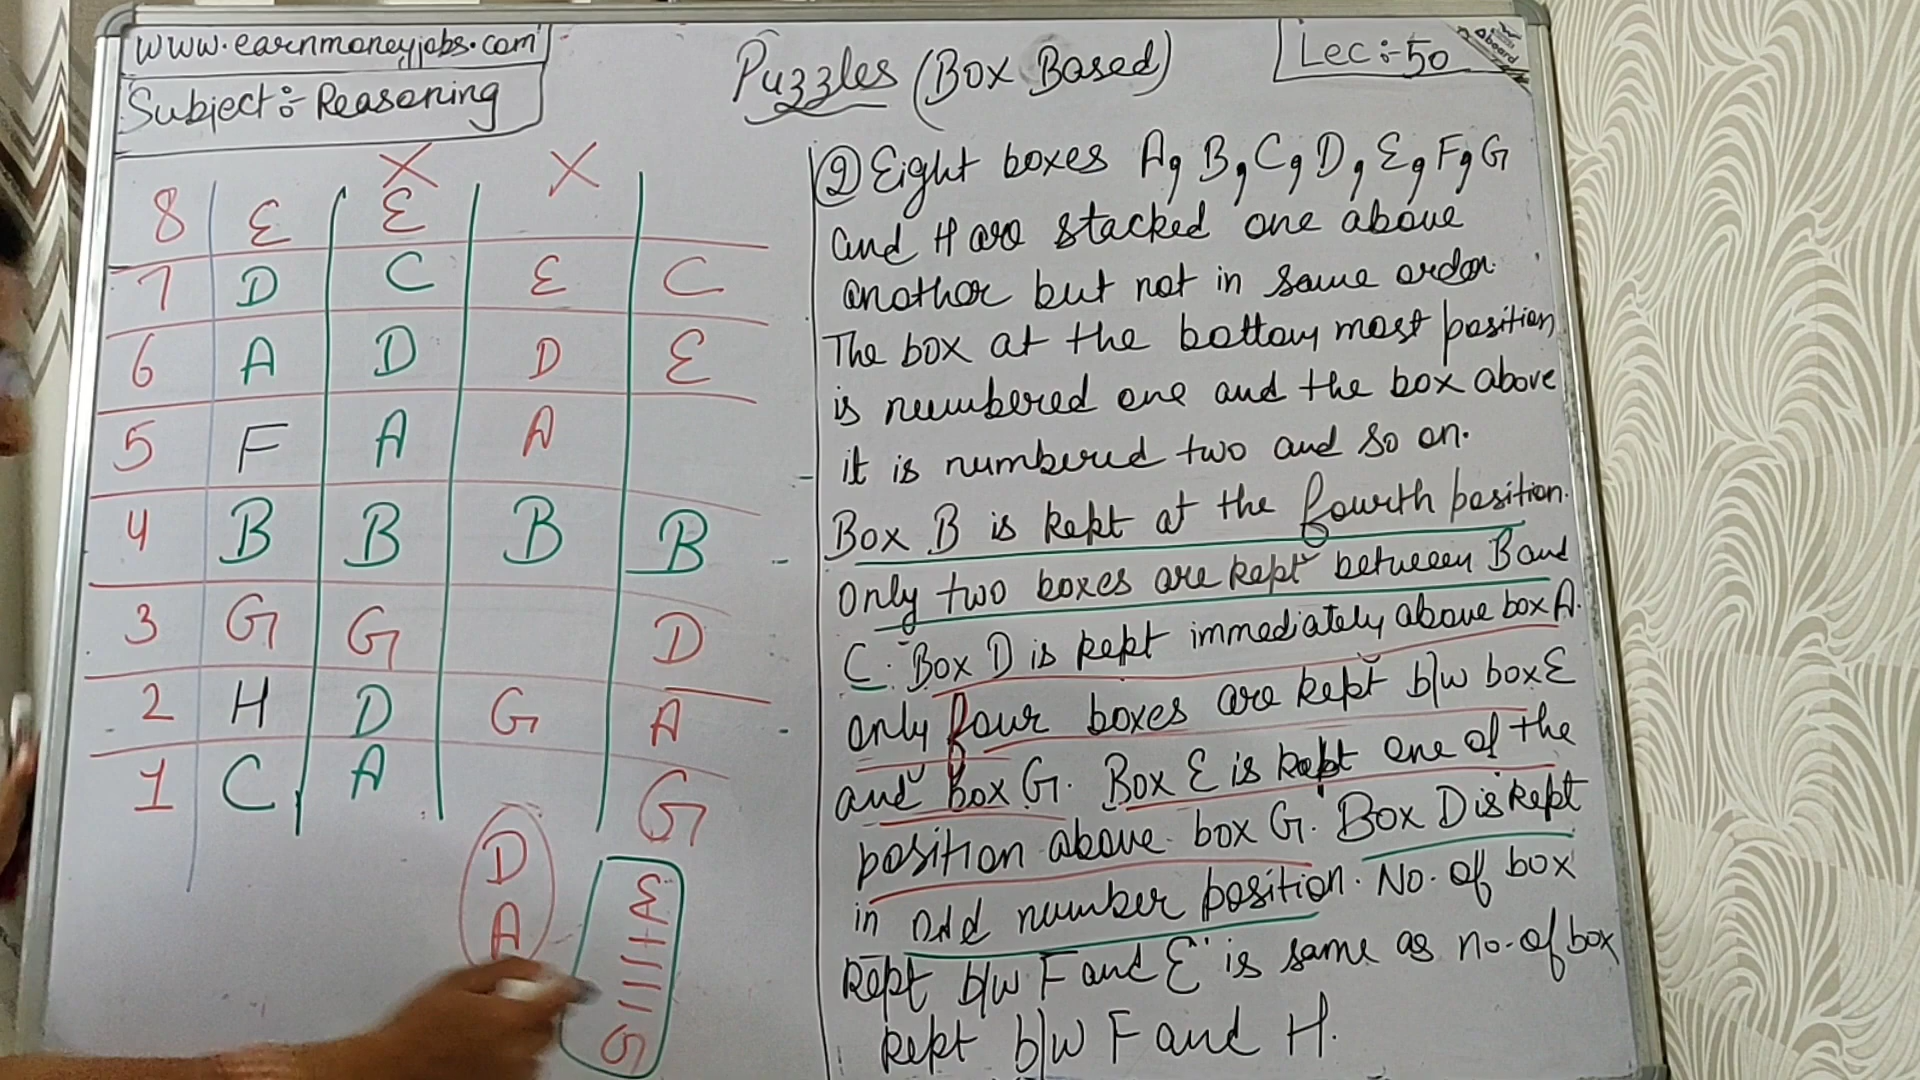 www.earnmoneyjobs.com
Subject:- Reasoning
Puzzles (Box Based)
Lec:-50
Aboard
X X
8 E E
7 D C E C
6 A D D E
5 F A A
4 B B B B
3 G G D
2 H D G A
1 C A G
D
A
E
G
② Eight boxes A, B, C, D, E, F, G
and H are stacked one above
another but not in same order.
The box at the bottom most position
is numbered one and the box above
it is numbered two and so on.
Box B is kept at the fourth position.
Only two boxes are kept between B and
C. Box D is kept immediately above box A.
only four boxes are kept b/w box E
and box G. Box E is kept one of the
position above box G. Box D is kept
in odd number position. No. of box
kept b/w F and E is same as no. of box
kept b/w F and H.